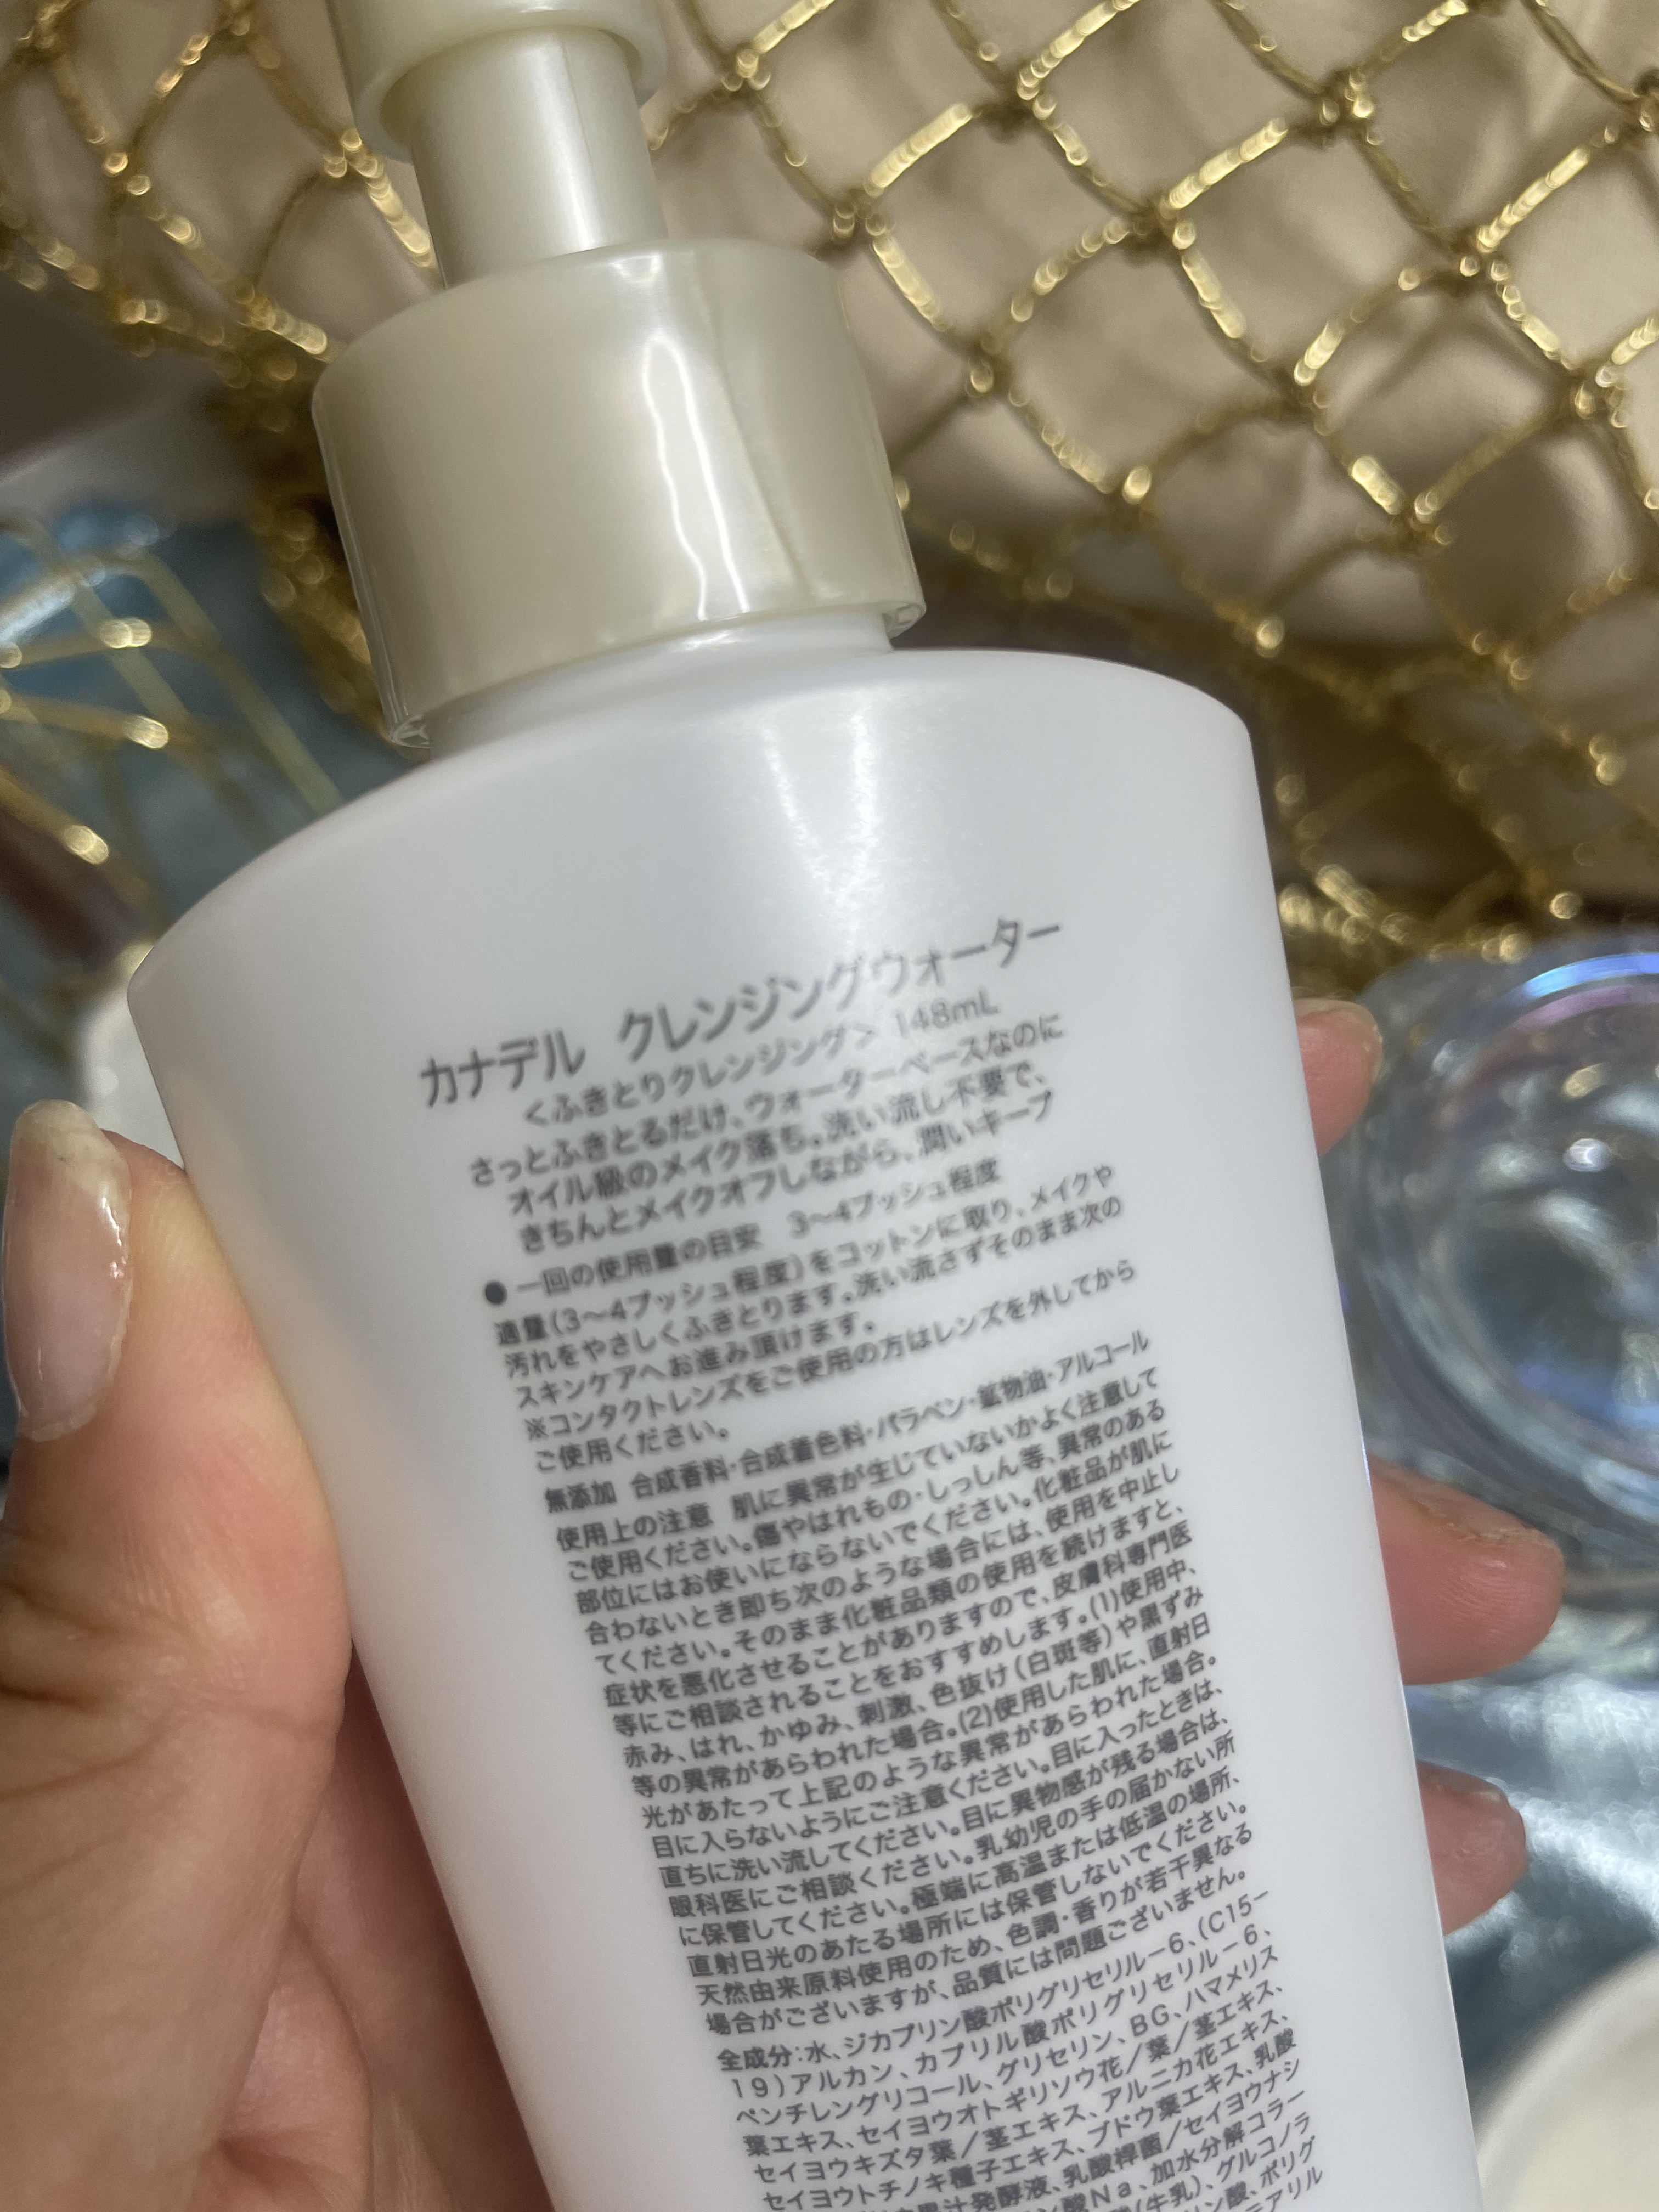 カナデル クレンジングウォーター
<ふきとりクレンジング> 148mL
さっとふきとるだけ、ウォーターベースなのに
オイル級のメイク落ち。洗い流し不要で、
きちんとメイクオフしながら、潤いキープ
●一回の使用量の目安 3〜4プッシュ程度
適量(3〜4プッシュ程度)をコットンに取り、メイクや
汚れをやさしくふきとります。洗い流さずそのまま次の
スキンケアへお進み頂けます。
※コンタクトレンズをご使用の方はレンズを外してから
ご使用ください。
無添加 合成香料・合成着色料・パラベン・鉱物油・アルコール
使用上の注意 肌に異常が生じていないかよく注意して
ご使用ください。傷やはれもの・しっしん等、異常のある
部位にはお使いにならないでください。化粧品が肌に
合わないとき即ち次のような場合には、使用を中止し
てください。そのまま化粧品類の使用を続けますと、
症状を悪化させることがありますので、皮膚科専門医
等にご相談されることをおすすめします。(1)使用中、
赤み、はれ、かゆみ、刺激、色抜け(白斑等)や黒ずみ
等の異常があらわれた場合。(2)使用した肌に、直射日
光があたって上記のような異常があらわれた場合。
目に入らないようにご注意ください。目に入ったときは、
直ちに洗い流してください。目に異物感が残る場合は、
眼科医にご相談ください。乳幼児の手の届かない所
に保管してください。極端に高温または低温の場所、
直射日光のあたる場所には保管しないでください。
天然由来原料使用のため、色調・香りが若干異なる
場合がございますが、品質には問題ございません。
全成分:水、ジカプリン酸ポリグリセリル-6、(C15-
19)アルカン、カプリル酸ポリグリセリル-6、
ペンチレングリコール、グリセリン、BG、ハマメリス
葉エキス、セイヨウオトギリソウ花/葉/茎エキス、
セイヨウキズタ葉/茎エキス、アルニカ花エキス、
セイヨウトチノキ種子エキス、ブドウ葉エキス、乳酸
果汁発酵液、乳酸桿菌/セイヨウナシ
酸Na、加水分解コラー
(牛乳)、グルコノラ
ン酸、ポリグ